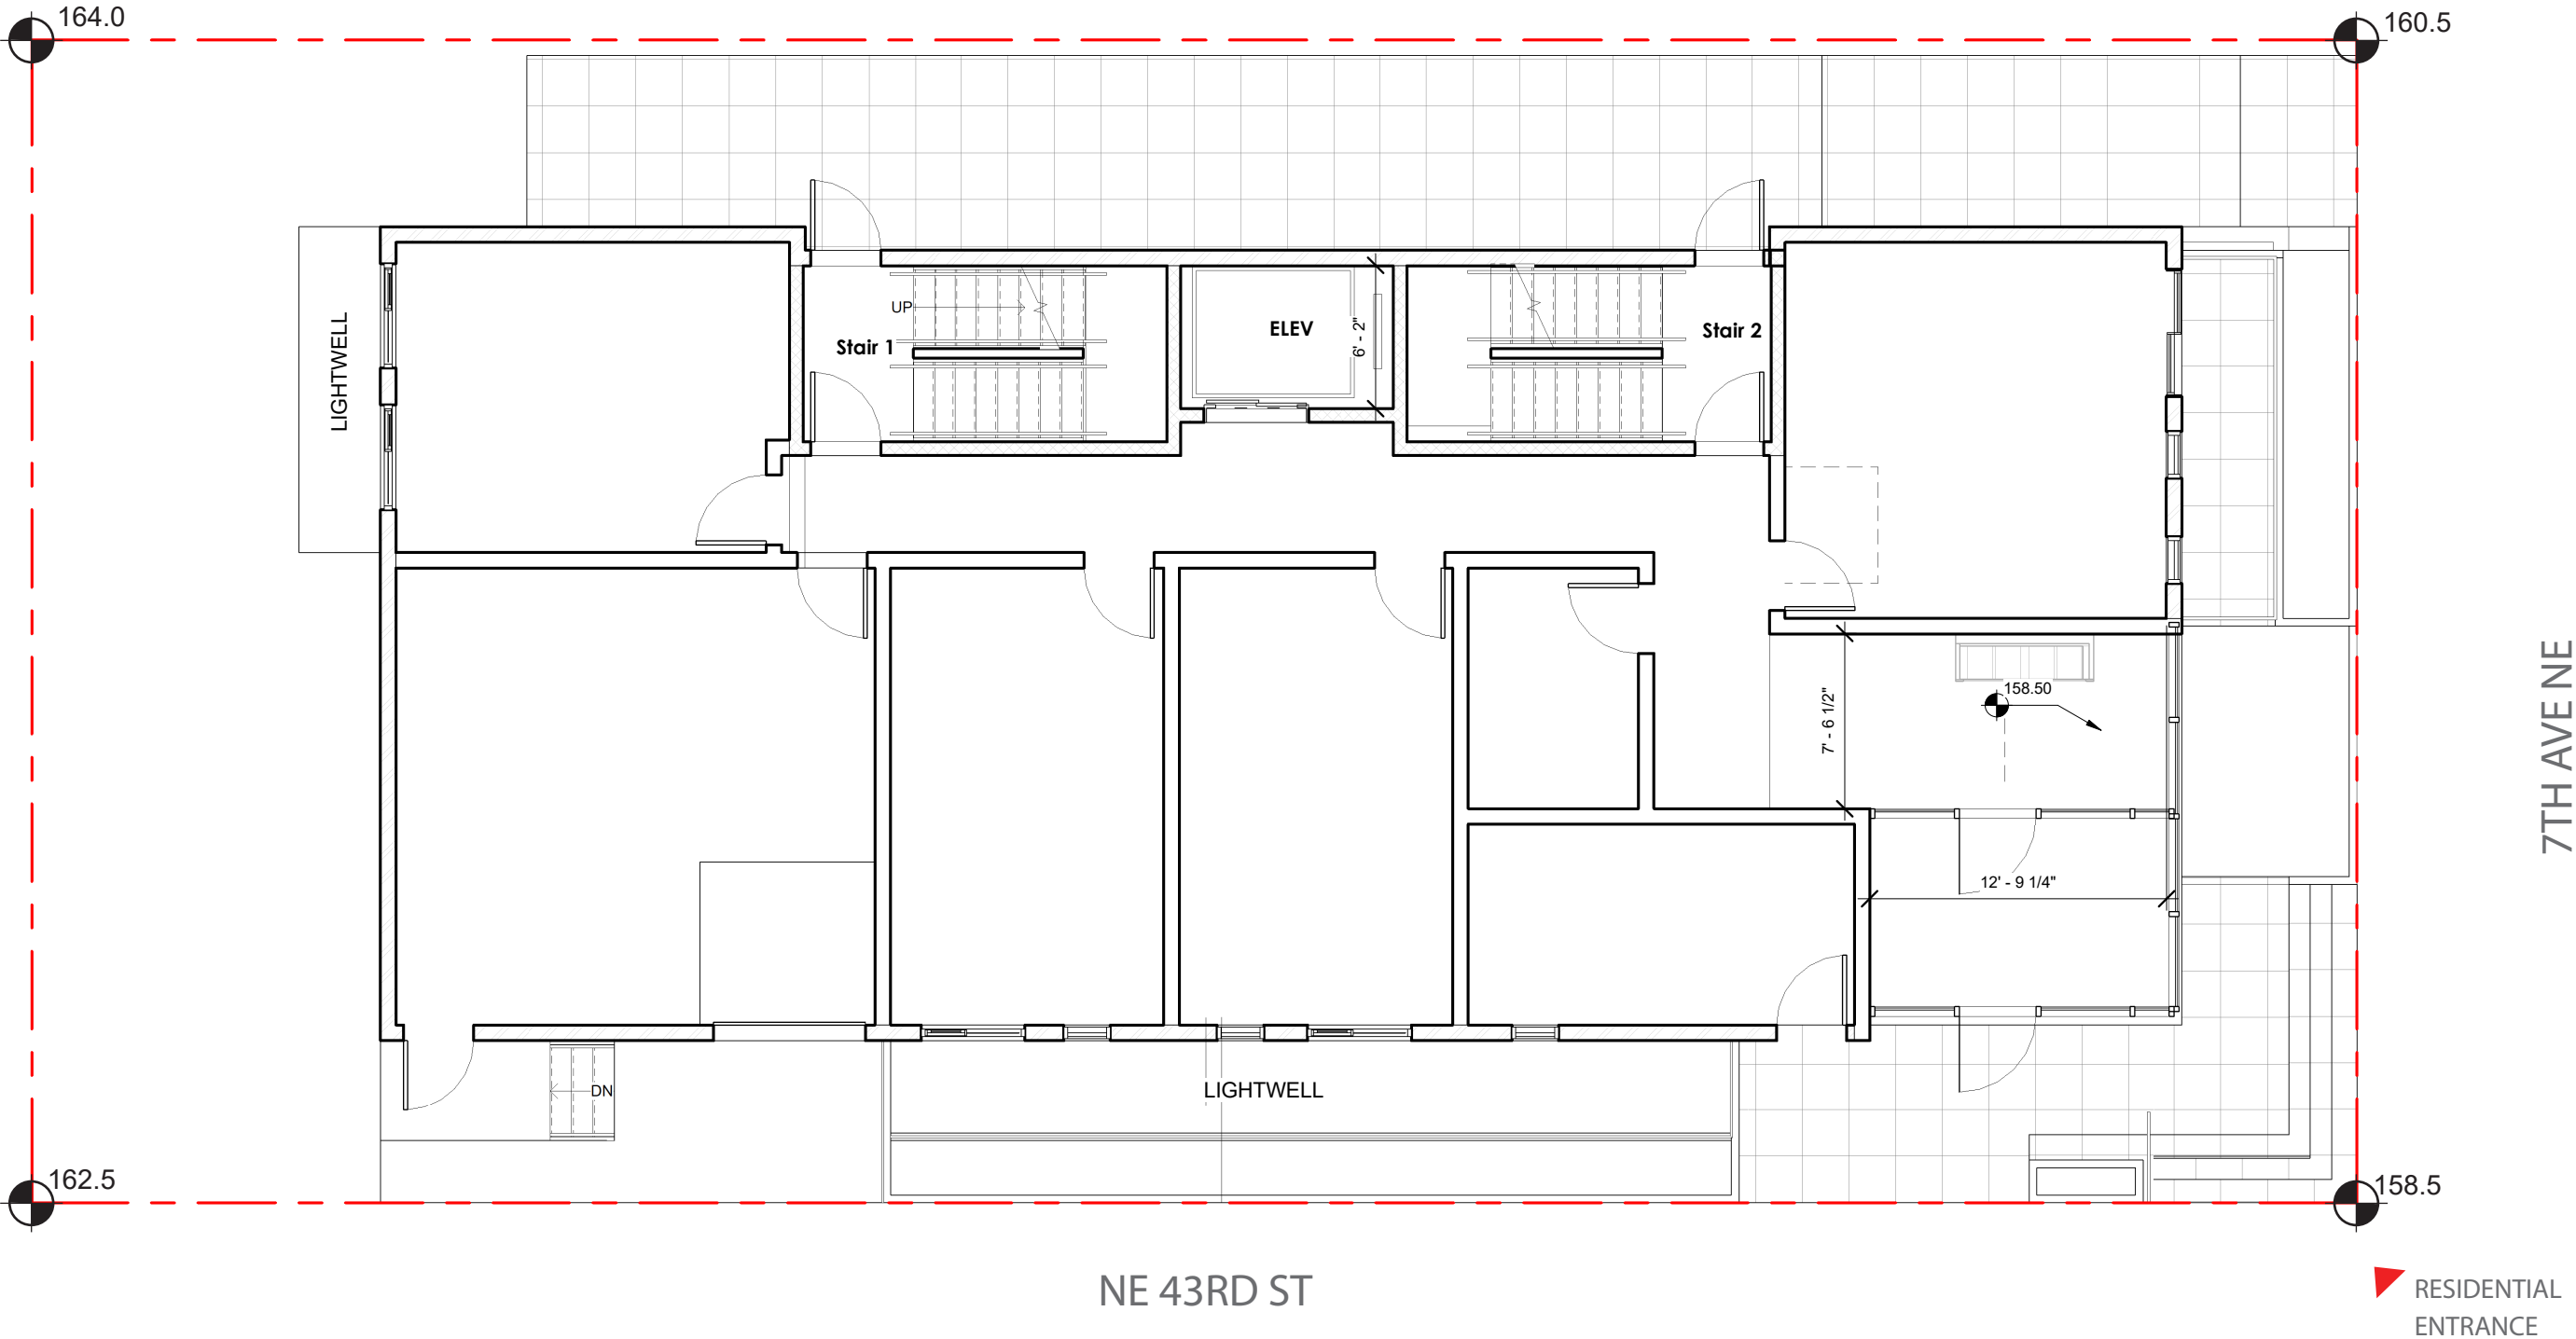 164.0
160.5
LIGHTWELL
UP
Stair 1
ELEV
6' - 2"
Stair 2
158.50
7' - 6 1/2"
12' - 9 1/4"
7TH AVE NE
DN
LIGHTWELL
162.5
158.5
NE 43RD ST
RESIDENTIAL
ENTRANCE